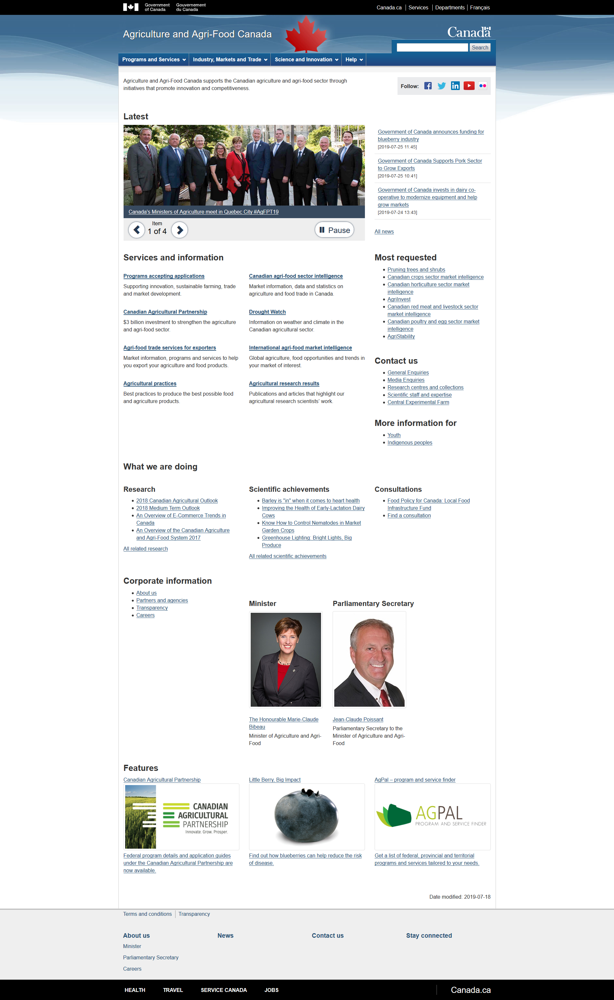 Government of Canada
Gouvernement du Canada
Canada.ca
Services
Departments
Français
Agriculture and Agri-Food Canada
Canada
Search
Programs and Services
Industry, Markets and Trade
Science and Innovation
Help
Agriculture and Agri-Food Canada supports the Canadian agriculture and agri-food sector through
initiatives that promote innovation and competitiveness.
Follow:
Latest
Canada's Ministers of Agriculture meet in Quebec City #AgFPT19
Item
1 of 4
Pause
Government of Canada announces funding for
blueberry industry
[2019-07-25 11:45]
Government of Canada Supports Pork Sector
to Grow Exports
[2019-07-25 10:41]
Government of Canada invests in dairy co-
operative to modernize equipment and help
grow markets
[2019-07-24 13:43]
All news
Services and information
Programs accepting applications
Supporting innovation, sustainable farming, trade
and market development.
Canadian agri-food sector intelligence
Market information, data and statistics on
agriculture and food trade in Canada.
Canadian Agricultural Partnership
$3 billion investment to strengthen the agriculture
and agri-food sector.
Drought Watch
Information on weather and climate in the
Canadian agricultural sector.
Agri-food trade services for exporters
Market information, programs and services to help
you export your agriculture and food products.
International agri-food market intelligence
Global agriculture, food opportunities and trends in
your market of interest.
Agricultural practices
Best practices to produce the best possible food
and agriculture products.
Agricultural research results
Publications and articles that highlight our
agricultural research scientists' work.
Most requested
Pruning trees and shrubs
Canadian crops sector market intelligence
Canadian horticulture sector market
intelligence
AgriInvest
Canadian red meat and livestock sector
market intelligence
Canadian poultry and egg sector market
intelligence
AgriStability
Contact us
General Enquiries
Media Enquiries
Research centres and collections
Scientific staff and expertise
Central Experimental Farm
More information for
Youth
Indigenous peoples
What we are doing
Research
2018 Canadian Agricultural Outlook
2018 Medium Term Outlook
An Overview of E-Commerce Trends in
Canada
An Overview of the Canadian Agriculture
and Agri-Food System 2017
All related research
Scientific achievements
Barley is "in" when it comes to heart health
Improving the Health of Early-Lactation Dairy
Cows
Know How to Control Nematodes in Market
Garden Crops
Greenhouse Lighting: Bright Lights, Big
Produce
All related scientific achievements
Consultations
Food Policy for Canada: Local Food
Infrastructure Fund
Find a consultation
Corporate information
About us
Partners and agencies
Transparency
Careers
Minister
The Honourable Marie-Claude
Bibeau
Minister of Agriculture and Agri-
Food
Parliamentary Secretary
Jean-Claude Poissant
Parliamentary Secretary to the
Minister of Agriculture and Agri-
Food
Features
Canadian Agricultural Partnership
CANADIAN
AGRICULTURAL
PARTNERSHIP
Innovate. Grow. Prosper.
Federal program details and application guides
under the Canadian Agricultural Partnership are
now available.
Little Berry, Big Impact
Find out how blueberries can help reduce the risk
of disease.
AgPal – program and service finder
AGPAL
PROGRAM AND SERVICE FINDER
Get a list of federal, provincial and territorial
programs and services tailored to your needs.
Date modified: 2019-07-18
Terms and conditions
Transparency
About us
Minister
Parliamentary Secretary
Careers
News
Contact us
Stay connected
HEALTH
TRAVEL
SERVICE CANADA
JOBS
Canada.ca